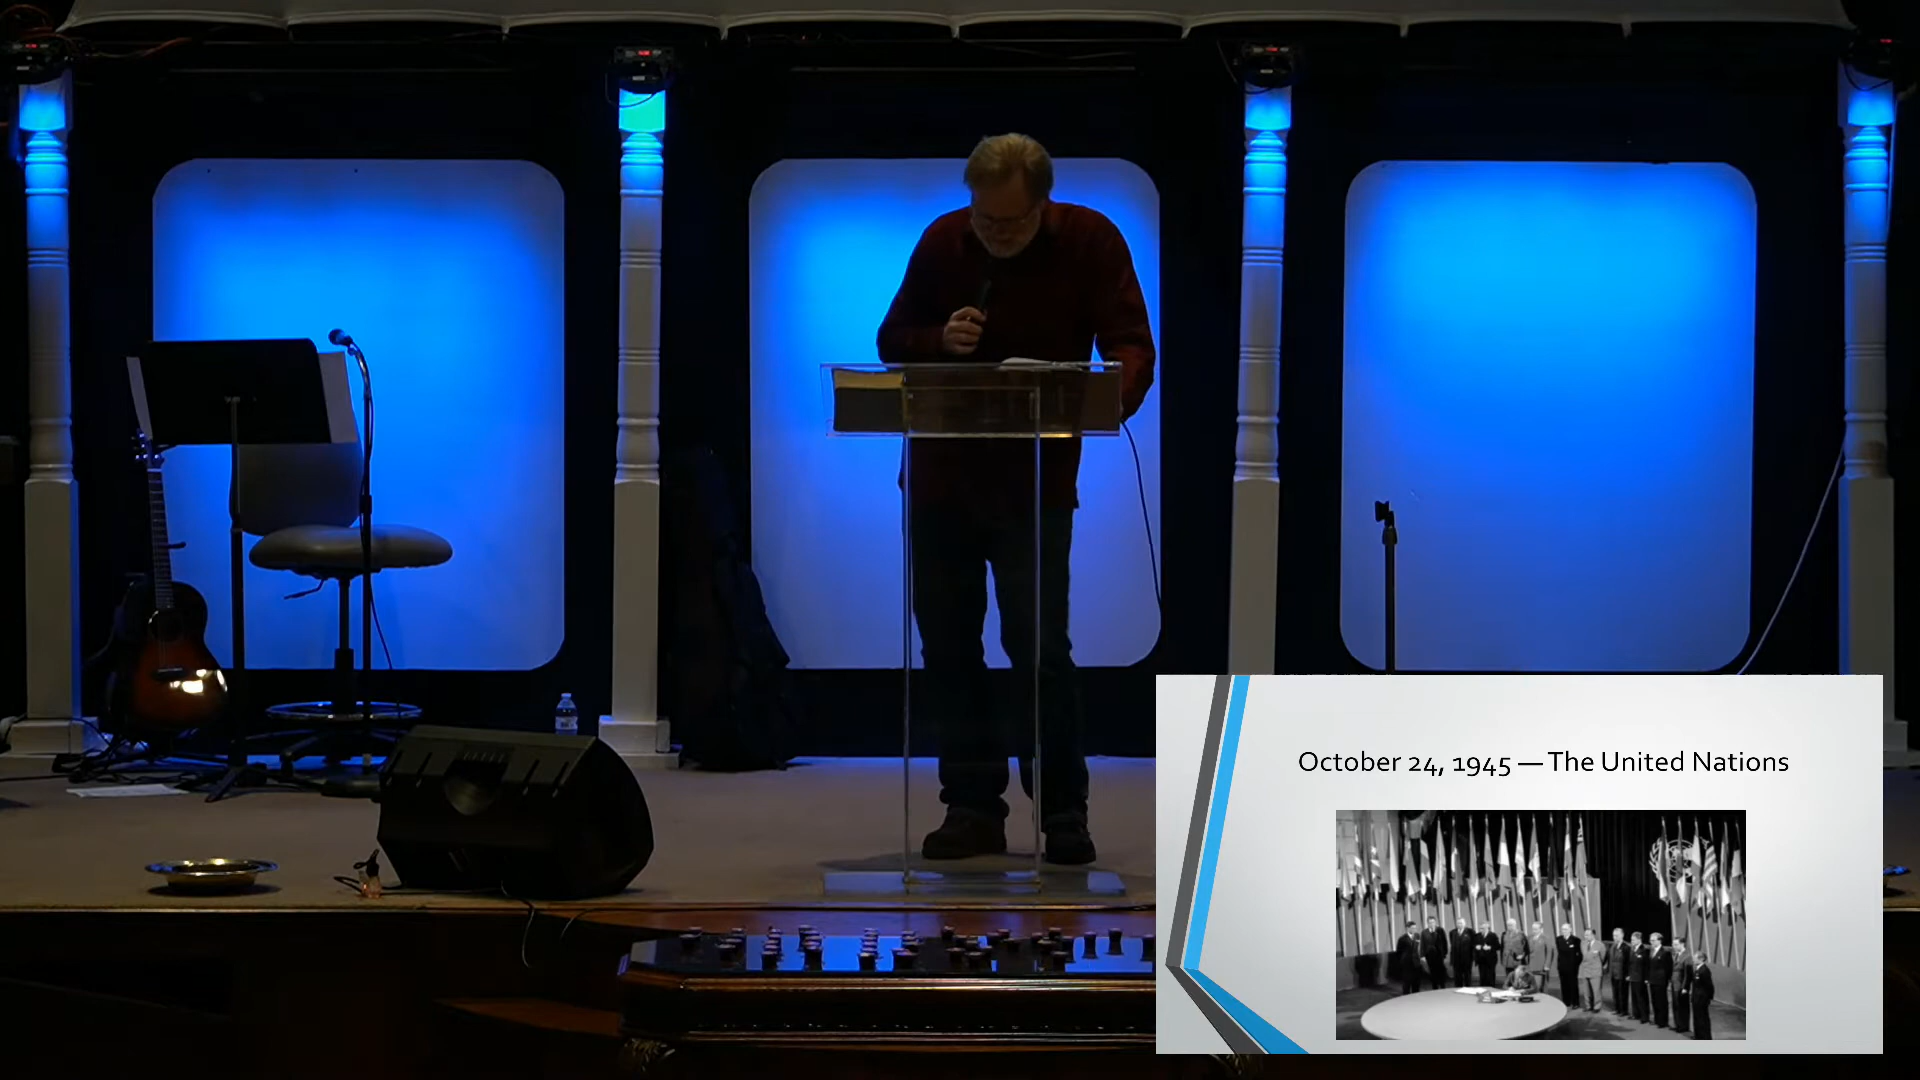 October 24, 1945 — The United Nations